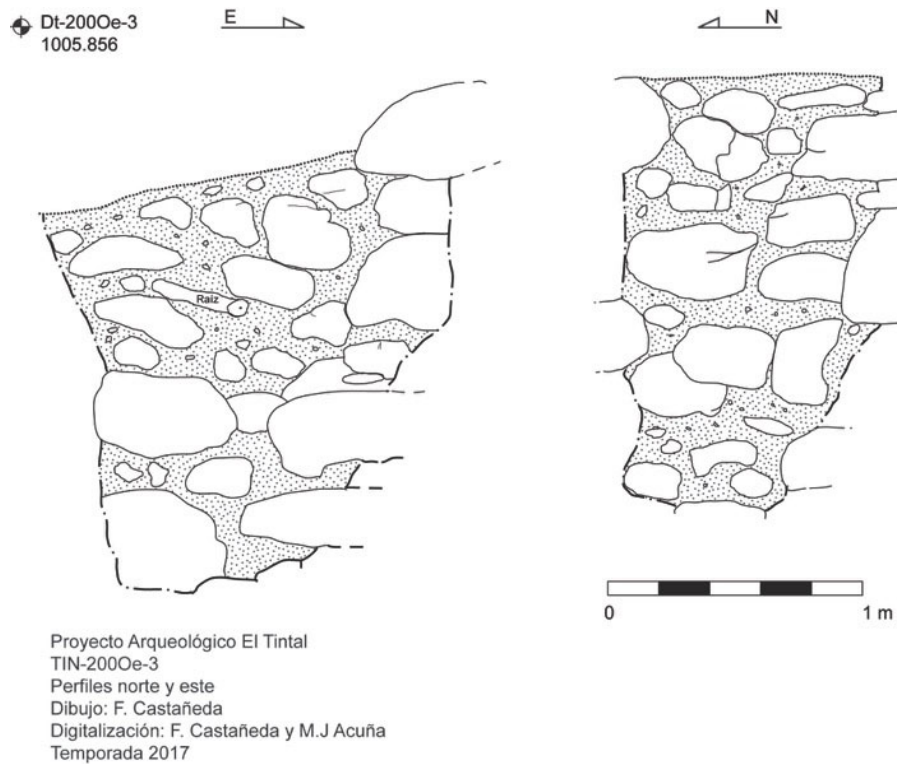 Dt-200Oe-3
1005.856
E
N
Raíz
0
1 m
Proyecto Arqueológico El Tintal
TIN-200Oe-3
Perfiles norte y este
Dibujo: F. Castañeda
Digitalización: F. Castañeda y M.J Acuña
Temporada 2017